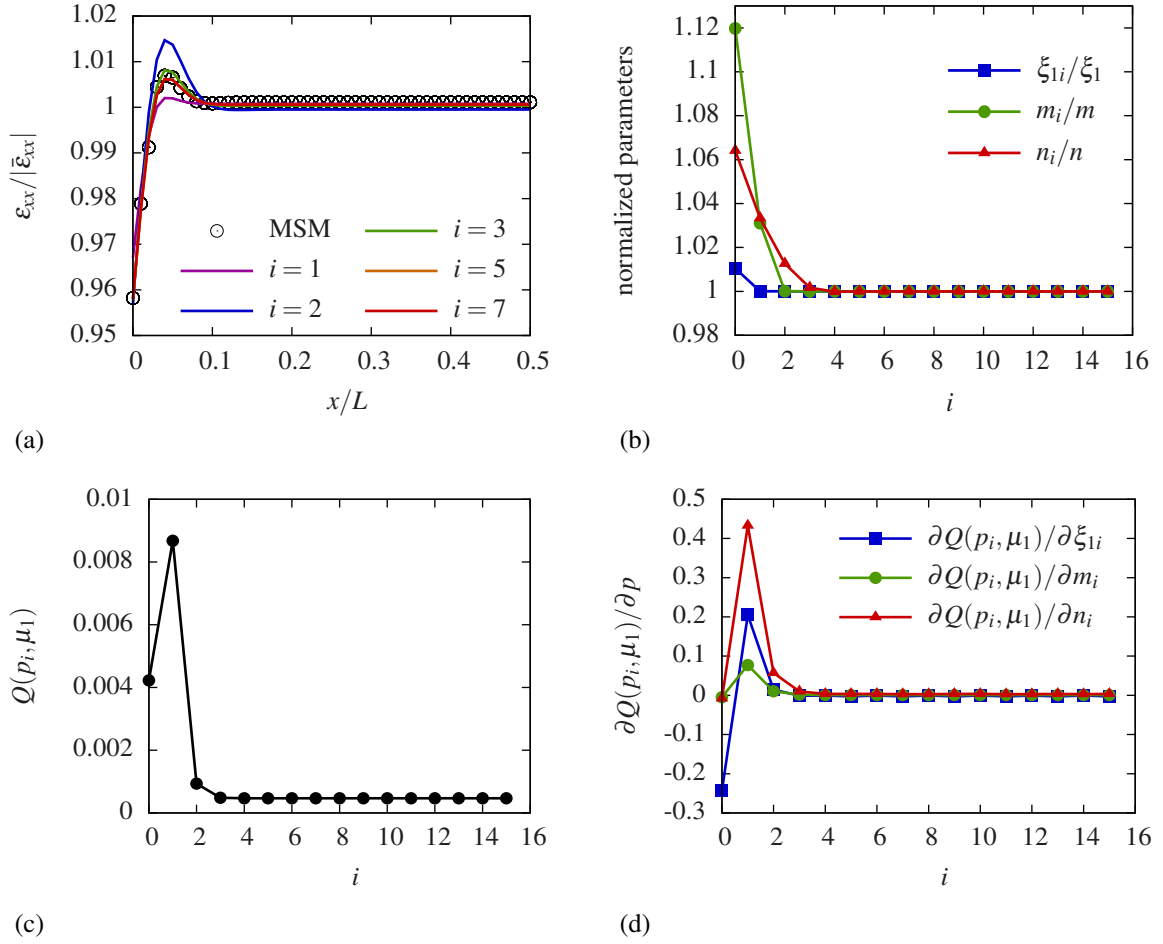 1.02
1.01
1
0.99
0.98
0.97
0.96
0.95
ε_xx/|ε̄_xx|
MSM
i = 1
i = 2
i = 3
i = 5
i = 7
0 0.1 0.2 0.3 0.4 0.5
x/L
(a)
1.12
1.1
1.08
1.06
1.04
1.02
1
0.98
normalized parameters
ξ_1i/ξ_1
m_i/m
n_i/n
0 2 4 6 8 10 12 14 16
i
(b)
0.01
0.008
0.006
0.004
0.002
0
Q(p_i, μ_1)
0 2 4 6 8 10 12 14 16
i
(c)
0.5
0.4
0.3
0.2
0.1
0
-0.1
-0.2
-0.3
∂Q(p_i, μ_1)/∂p
∂Q(p_i, μ_1)/∂ξ_1i
∂Q(p_i, μ_1)/∂m_i
∂Q(p_i, μ_1)/∂n_i
0 2 4 6 8 10 12 14 16
i
(d)